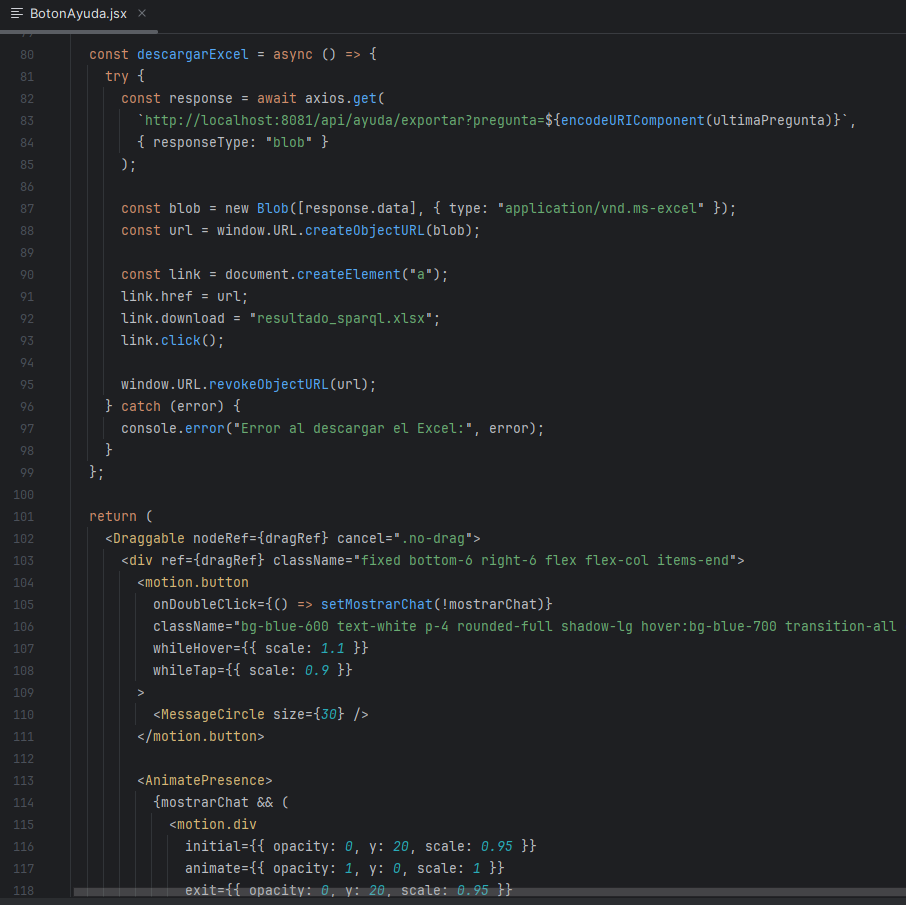 BotonAyuda.jsx
80 const descargarExcel = async () => {
81 try {
82 const response = await axios.get(
83 `http://localhost:8081/api/ayuda/exportar?pregunta=${encodeURIComponent(ultimaPregunta)}`,
84 { responseType: "blob" }
85 );
86
87 const blob = new Blob([response.data], { type: "application/vnd.ms-excel" });
88 const url = window.URL.createObjectURL(blob);
89
90 const link = document.createElement("a");
91 link.href = url;
92 link.download = "resultado_sparql.xlsx";
93 link.click();
94
95 window.URL.revokeObjectURL(url);
96 } catch (error) {
97 console.error("Error al descargar el Excel:", error);
98 }
99 };
100
101 return (
102 <Draggable nodeRef={dragRef} cancel=".no-drag">
103 <div ref={dragRef} className="fixed bottom-6 right-6 flex flex-col items-end">
104 <motion.button
105 onDoubleClick={() => setMostrarChat(!mostrarChat)}
106 className="bg-blue-600 text-white p-4 rounded-full shadow-lg hover:bg-blue-700 transition-all
107 whileHover={{ scale: 1.1 }}
108 whileTap={{ scale: 0.9 }}
109 >
110 <MessageCircle size={30} />
111 </motion.button>
112
113 <AnimatePresence>
114 {mostrarChat && (
115 <motion.div
116 initial={{ opacity: 0, y: 20, scale: 0.95 }}
117 animate={{ opacity: 1, y: 0, scale: 1 }}
118 exit={{ opacity: 0, y: 20, scale: 0.95 }}